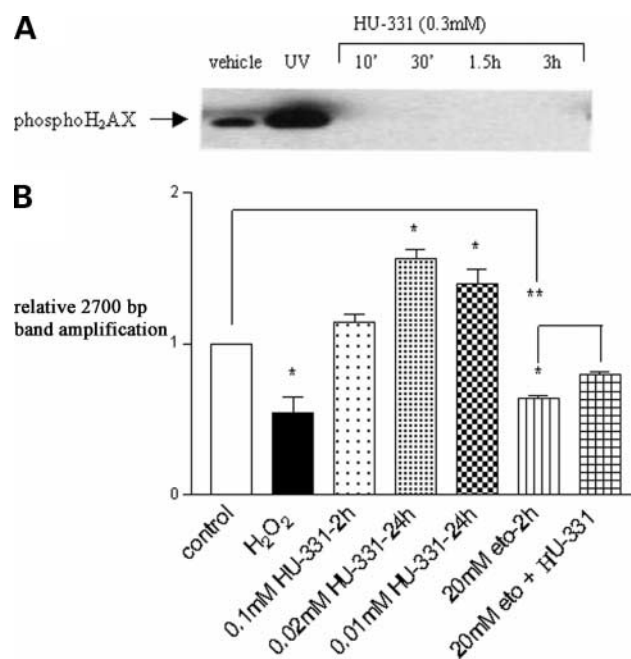 A
HU-331 (0.3mM)
vehicle UV 10' 30' 1.5h 3h
phosphoH₂AX
B
2
* *
relative 2700 bp
band amplification
**
1
* *
0
control
H₂O₂
0.1mM HU-331-2h
0.02mM HU-331-24h
0.01mM HU-331-24h
20mM eto-2h
20mM eto + HU-331